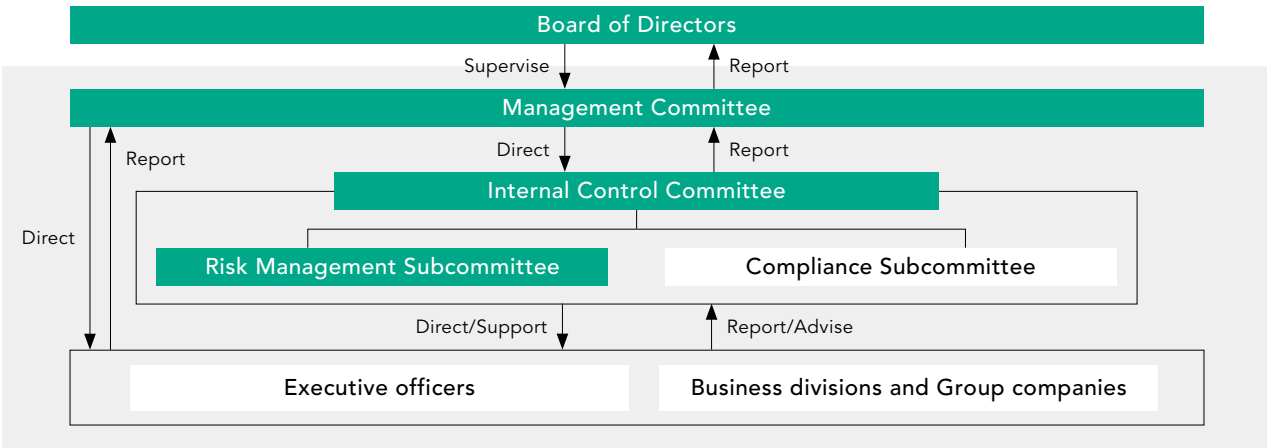 Board of Directors
Supervise
Report
Management Committee
Direct
Report
Direct
Report
Internal Control Committee
Risk Management Subcommittee
Compliance Subcommittee
Direct/Support
Report/Advise
Executive officers
Business divisions and Group companies